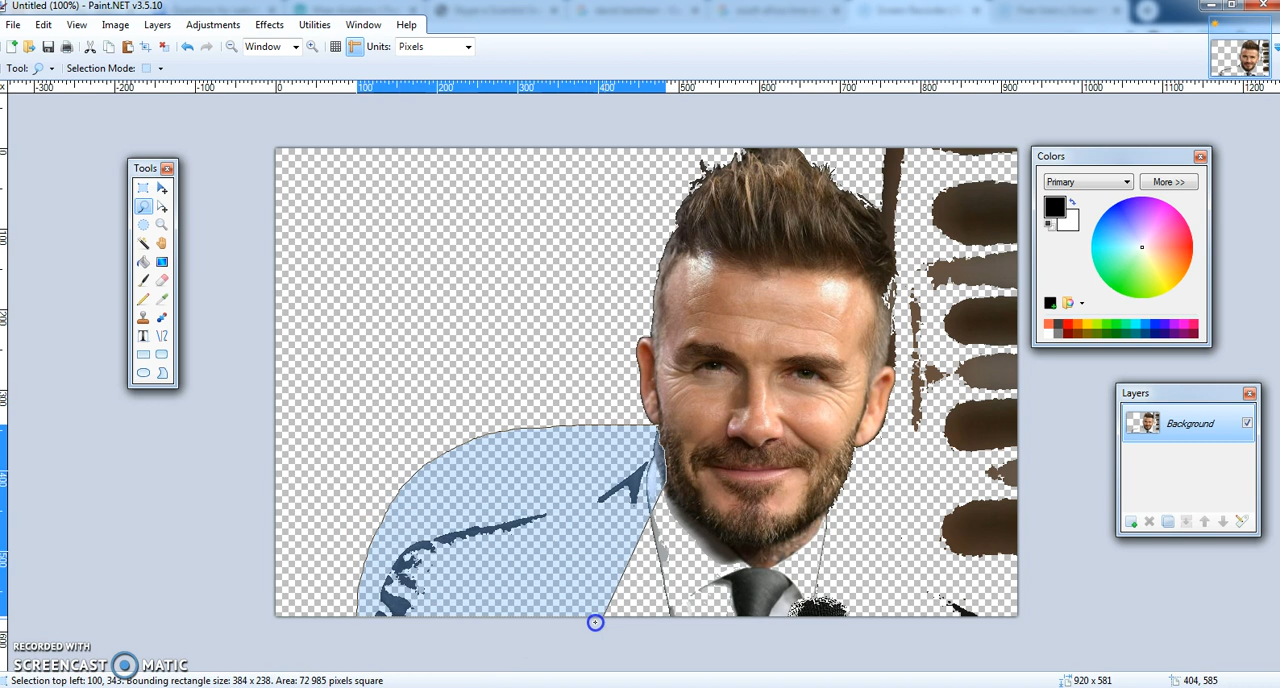 Untitled (100%) - Paint.NET v3.5.10
File Edit View Image Layers Adjustments Effects Utilities Window Help
Window Units: Pixels
Tool: Selection Mode:
-300 -200 -100 0 100 200 300 400 500 600 700 800 900 1000 1100 1200
Tools
Colors
Primary More >>
Layers
Background
RECORDED WITH
SCREENCAST MATIC
Selection top left: 100, 343. Bounding rectangle size: 384 x 238. Area: 72 985 pixels square 920 x 581 404, 585